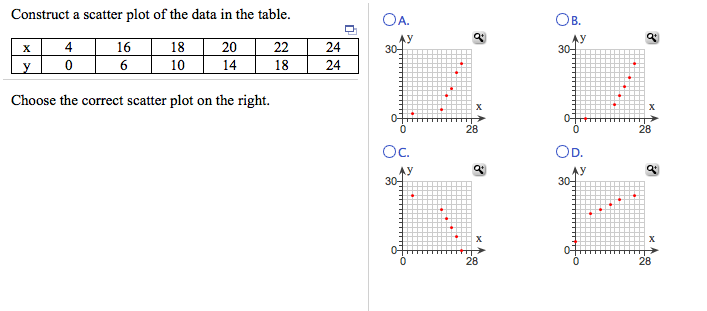 Construct a scatter plot of the data in the table.
x 4 16 18 20 22 24
y 0 6 10 14 18 24
Choose the correct scatter plot on the right.
A.
y
30
0
x
0 28
B.
y
30
0
x
0 28
C.
y
30
0
x
0 28
D.
y
30
0
x
0 28